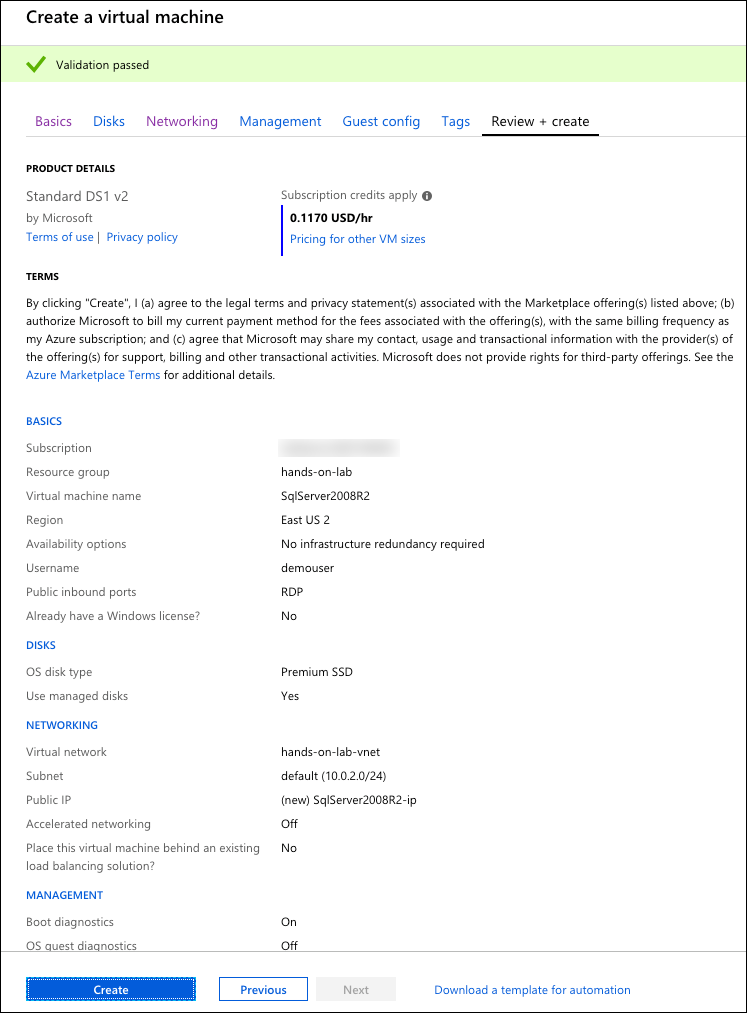 Create a virtual machine
Validation passed
Basics Disks Networking Management Guest config Tags Review + create
PRODUCT DETAILS
Standard DS1 v2
by Microsoft
Terms of use | Privacy policy
Subscription credits apply
0.1170 USD/hr
Pricing for other VM sizes
TERMS
By clicking "Create", I (a) agree to the legal terms and privacy statement(s) associated with the Marketplace offering(s) listed above; (b)
authorize Microsoft to bill my current payment method for the fees associated with the offering(s), with the same billing frequency as
my Azure subscription; and (c) agree that Microsoft may share my contact, usage and transactional information with the provider(s) of
the offering(s) for support, billing and other transactional activities. Microsoft does not provide rights for third-party offerings. See the
Azure Marketplace Terms for additional details.
BASICS
Subscription
Resource group hands-on-lab
Virtual machine name SqlServer2008R2
Region East US 2
Availability options No infrastructure redundancy required
Username demouser
Public inbound ports RDP
Already have a Windows license? No
DISKS
OS disk type Premium SSD
Use managed disks Yes
NETWORKING
Virtual network hands-on-lab-vnet
Subnet default (10.0.2.0/24)
Public IP (new) SqlServer2008R2-ip
Accelerated networking Off
Place this virtual machine behind an existing No
load balancing solution?
MANAGEMENT
Boot diagnostics On
OS guest diagnostics Off
Create Previous Next Download a template for automation